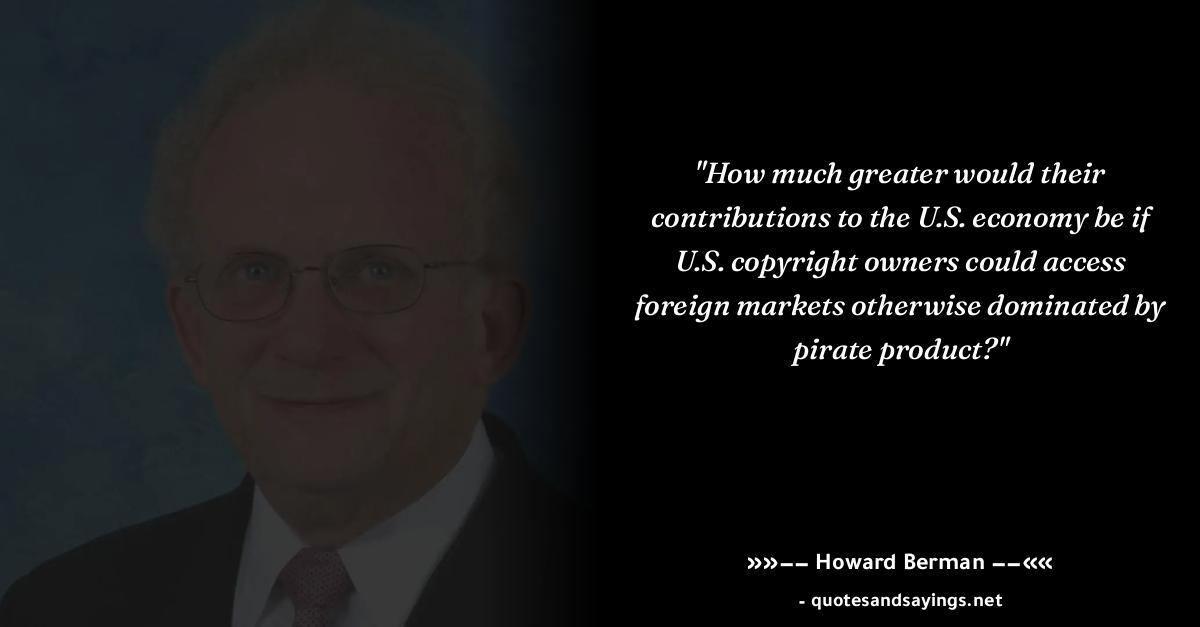 "How much greater would their
contributions to the U.S. economy be if
U.S. copyright owners could access
foreign markets otherwise dominated by
pirate product?"
»»−− Howard Berman −−««
- quotesandsayings.net